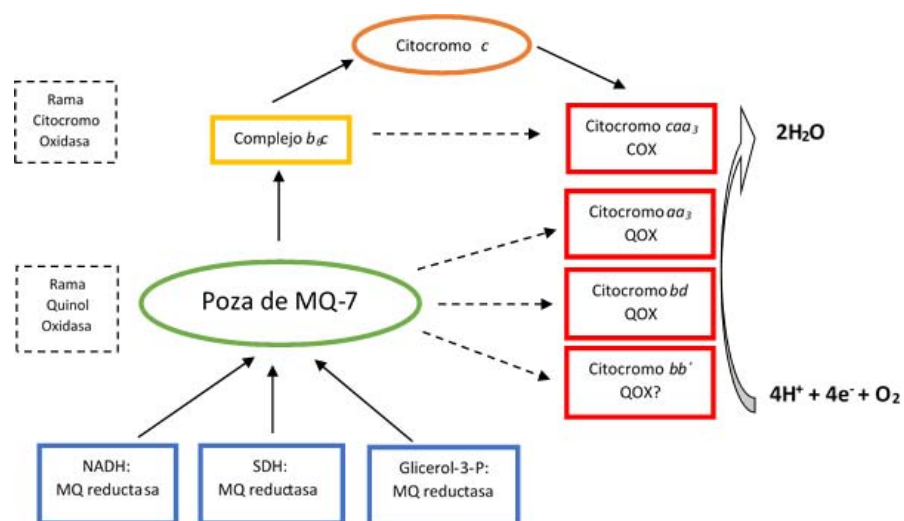 Citocromo c
Rama
Citocromo
Oxidasa
Complejo b₆c
Citocromo caa₃
COX
2H₂O
Citocromo aa₃
QOX
Rama
Quinol
Oxidasa
Poza de MQ-7
Citocromo bd
QOX
Citocromo bb´
QOX?
4H⁺ + 4e⁻ + O₂
NADH:
MQ reductasa
SDH:
MQ reductasa
Glicerol-3-P:
MQ reductasa